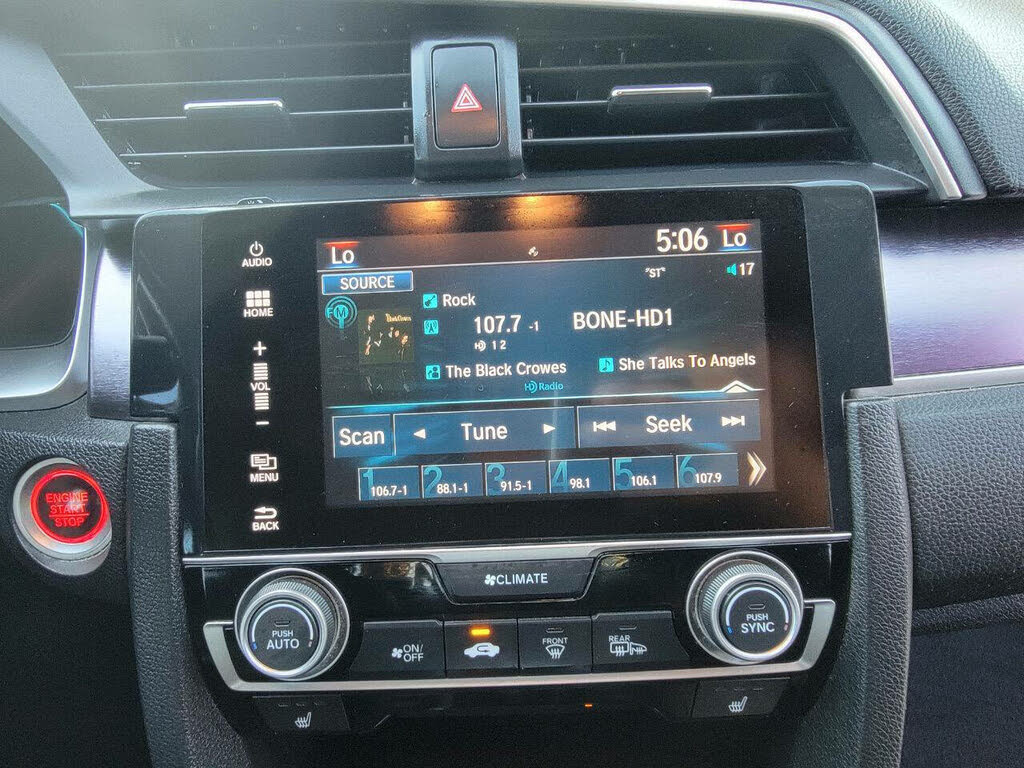 AUDIO
HOME
+
VOL
−
MENU
BACK
Lo
5:06 Lo
"ST" 17
SOURCE
FM
Rock
107.7 -1 BONE-HD1
HD 1 2
The Black Crowes
She Talks To Angels
HD Radio
Scan
Tune
Seek
1 106.7-1
2 88.1-1
3 91.5-1
4 98.1
5 106.1
6 107.9
ENGINE
START
STOP
CLIMATE
PUSH
AUTO
ON/
OFF
FRONT
REAR
PUSH
SYNC